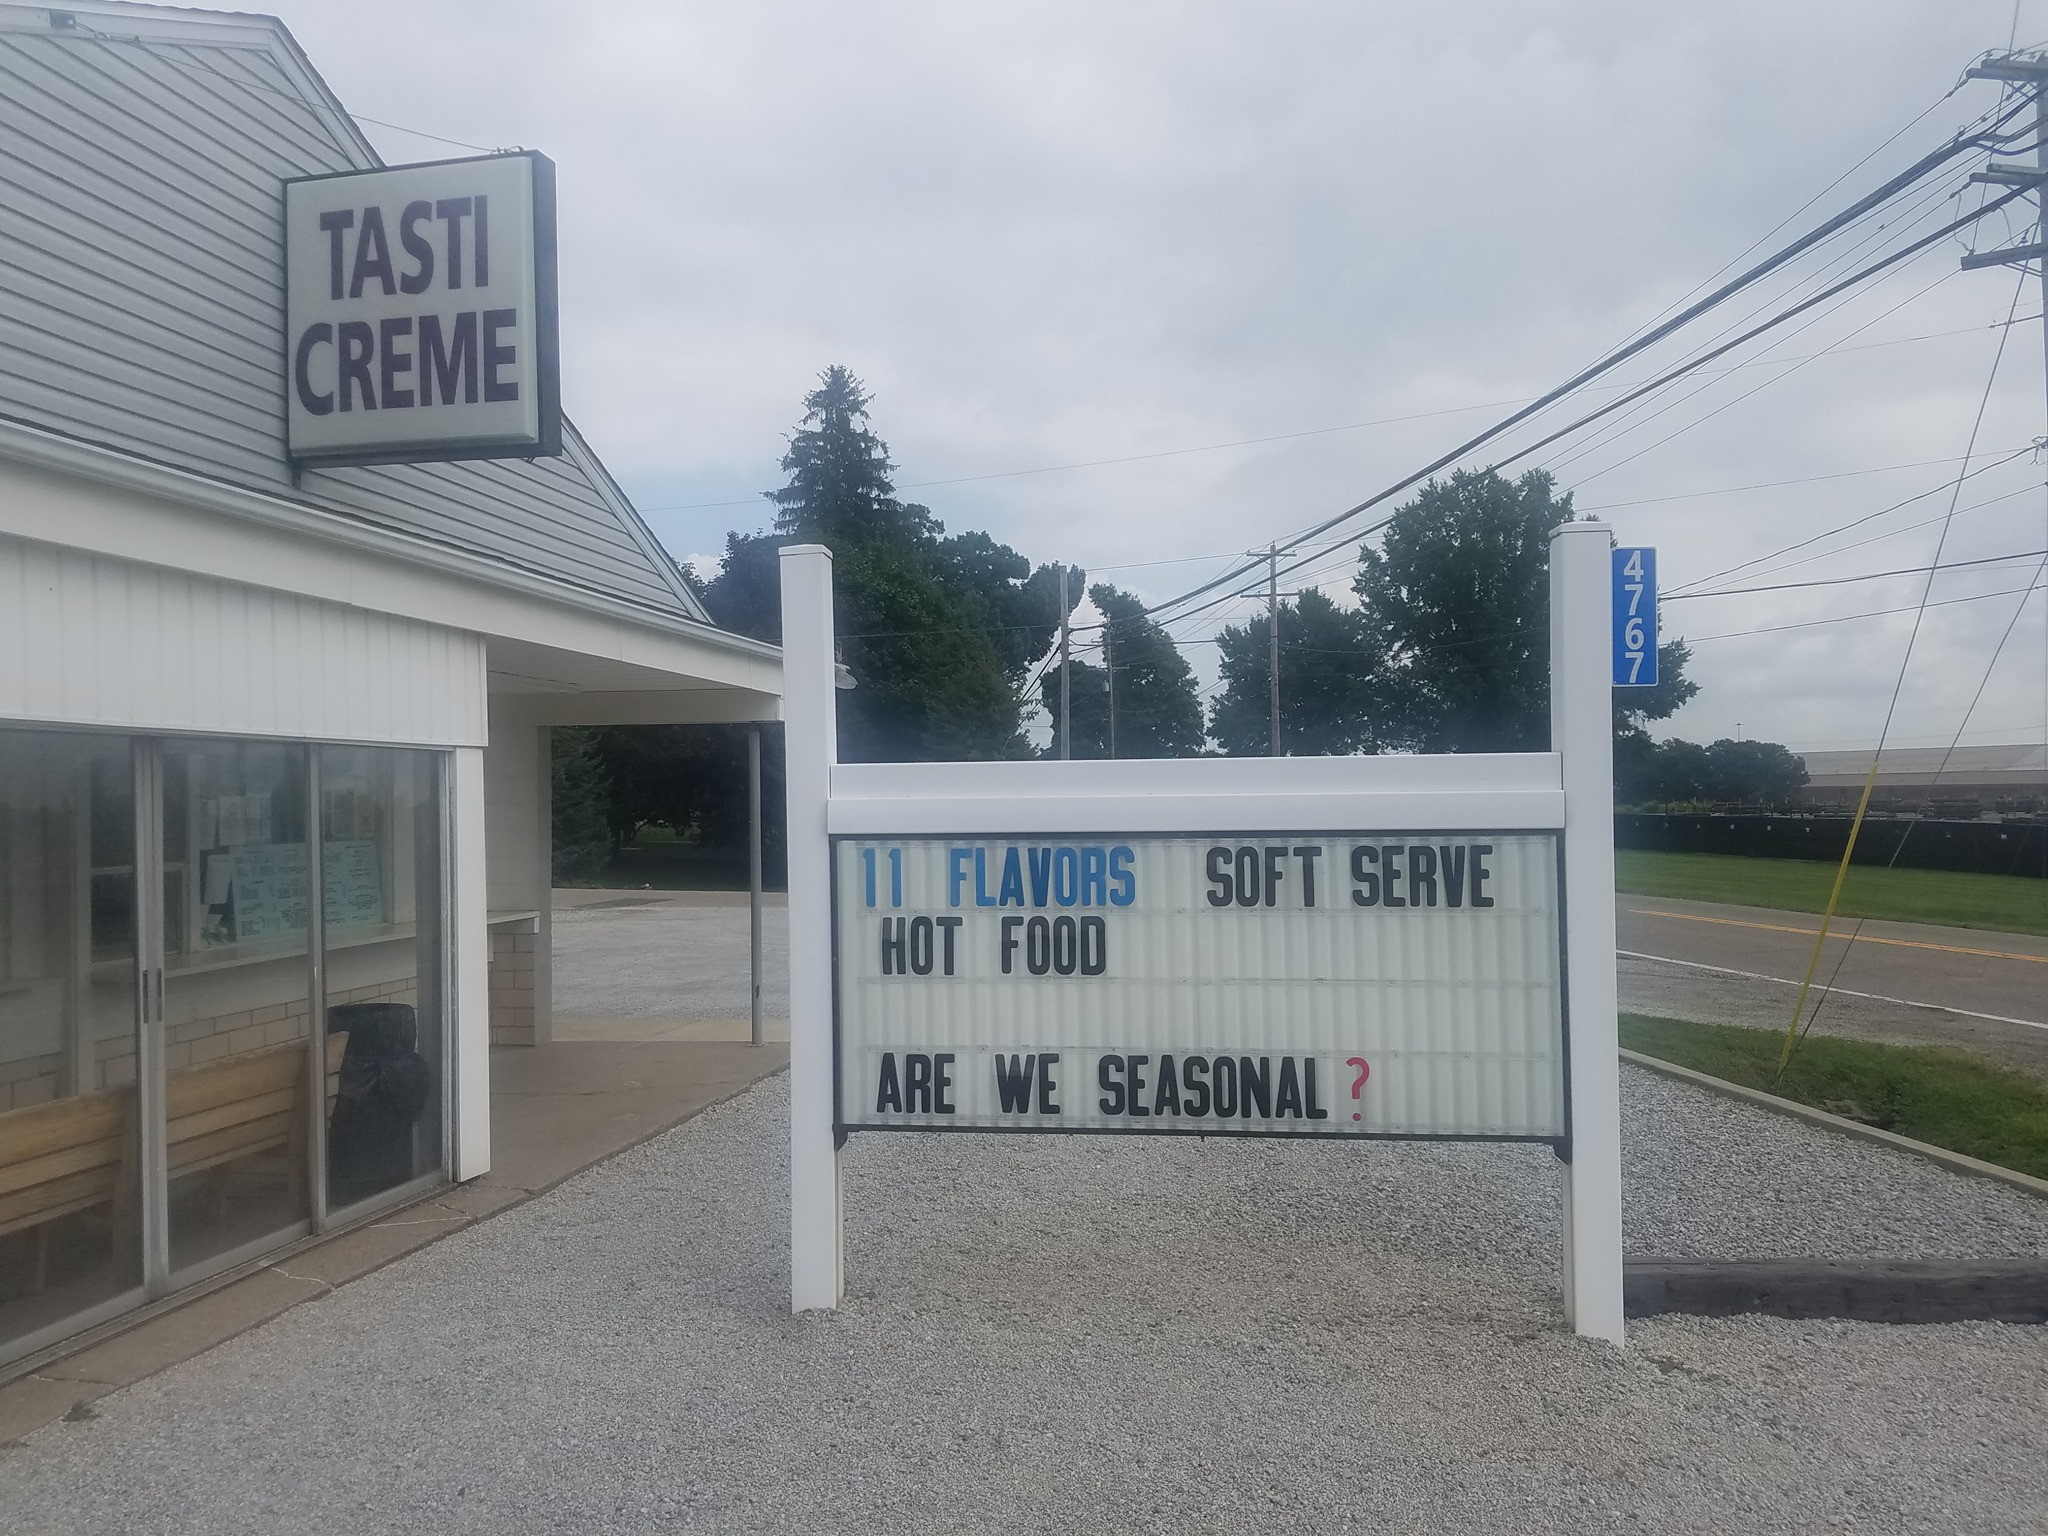 TASTI
CREME
4767
11 FLAVORS SOFT SERVE
HOT FOOD
ARE WE SEASONAL?